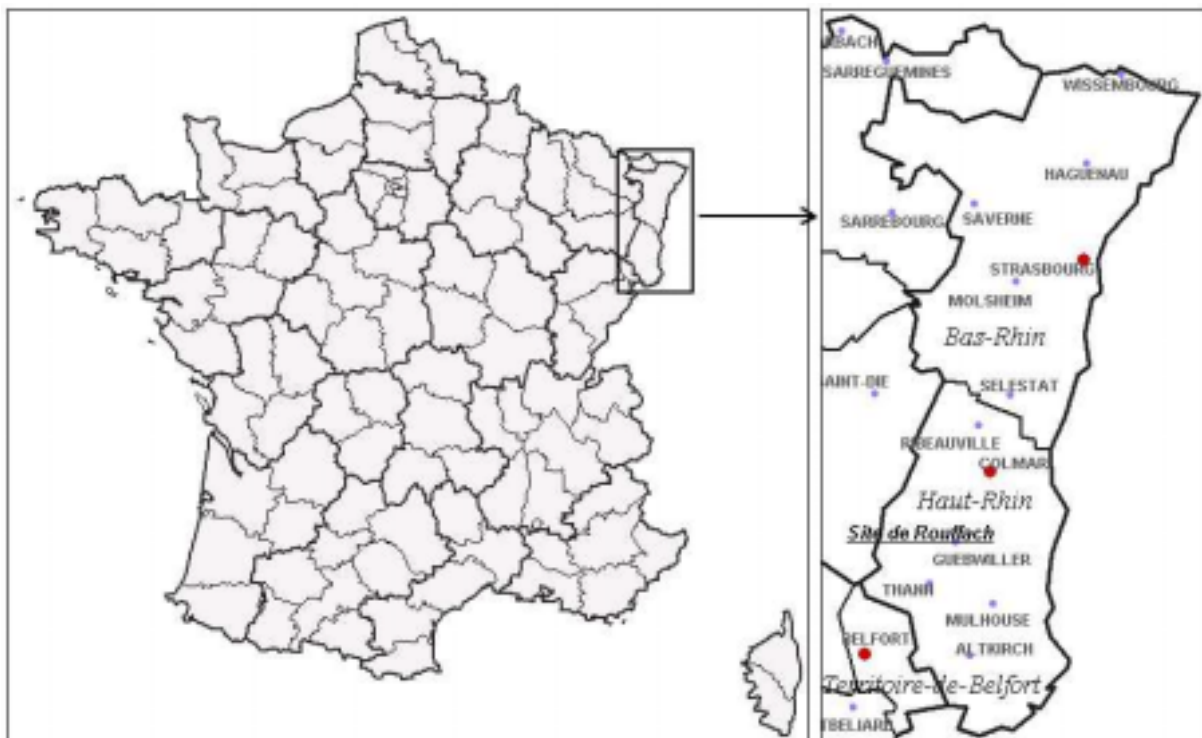 BACH
SARREGUEMINES
WISSEMBOURG
HAGUENAU
SAVERNE
SARREBOURG
STRASBOURG
MOLSHEIM
Bas-Rhin
SAINT-DIE
SELESTAT
RIBEAUVILLE
COLMAR
Haut-Rhin
Site de Rouffach
GUEBWILLER
THANN
MULHOUSE
BELFORT
ALTKIRCH
Territoire-de-Belfort
TBELIARD